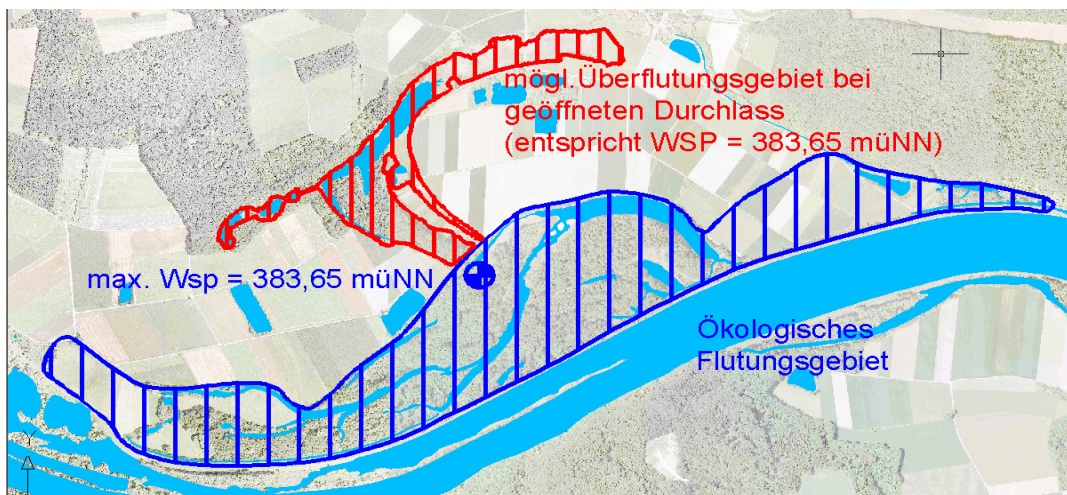 mögl.Überflutungsgebiet bei
geöffneten Durchlass
(entspricht WSP = 383,65 müNN)
max. Wsp = 383,65 müNN
Ökologisches
Flutungsgebiet
Y